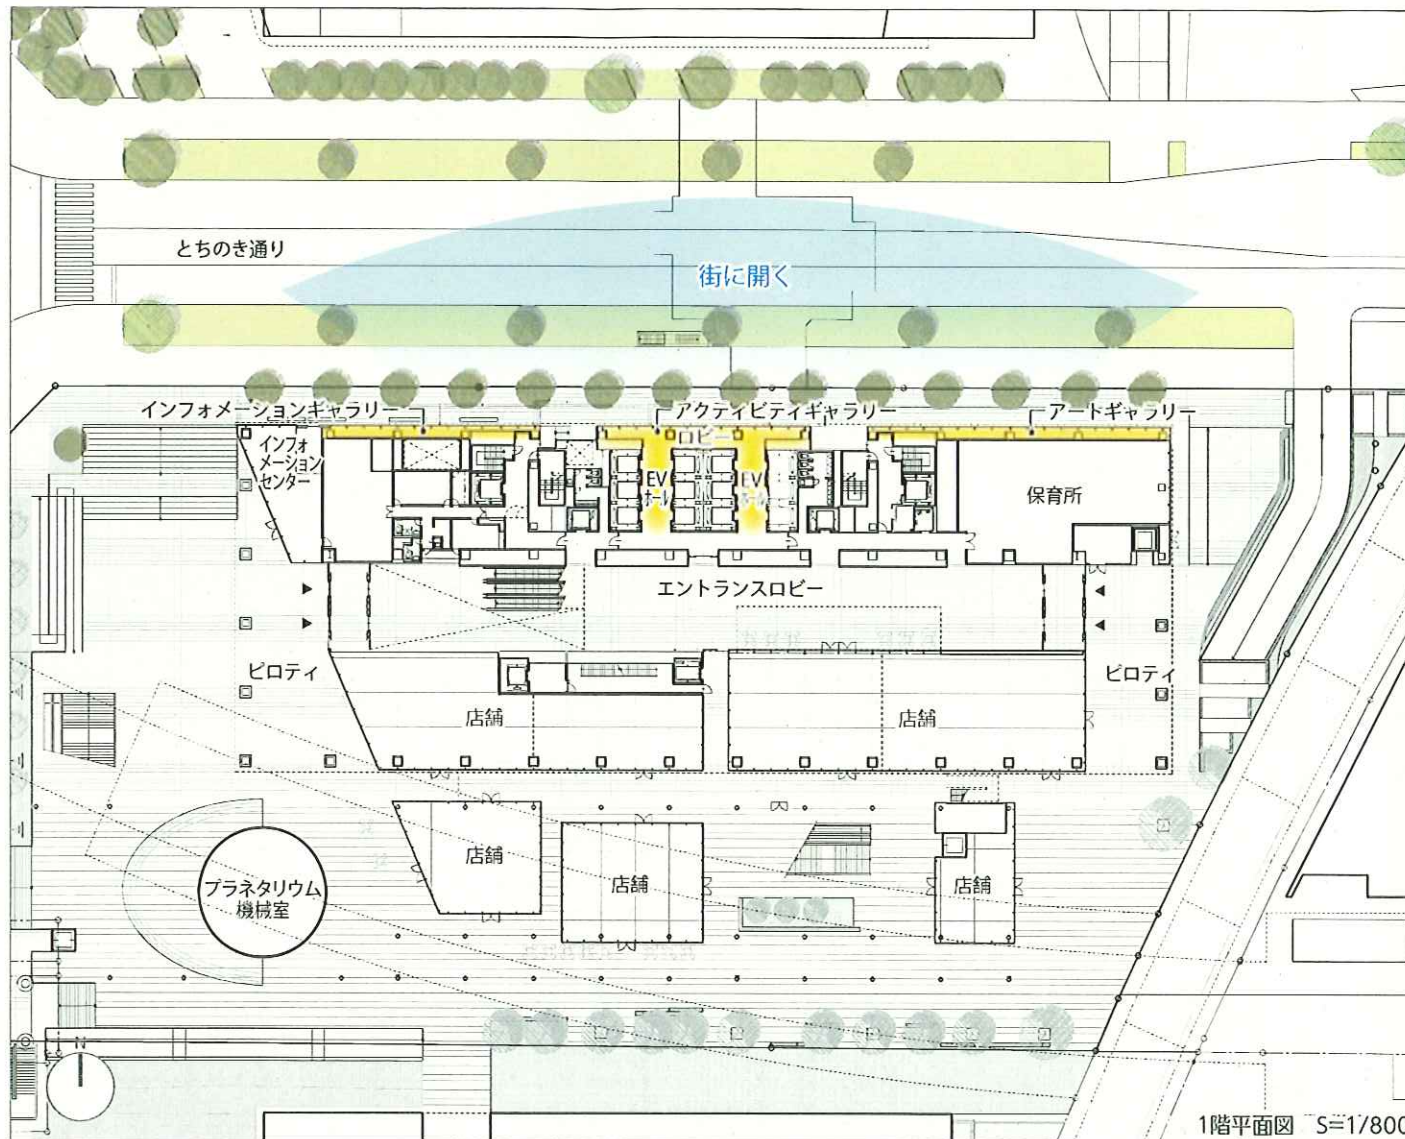 とちのき通り
街に開く
インフォメーションギャラリー
アクティビティギャラリー
アートギャラリー
インフォ
メーション
センター
ロビー
EV
ホール
EV
ホール
保育所
エントランスロビー
ピロティ
ピロティ
店舗
店舗
店舗
店舗
店舗
プラネタリウム
機械室
N
1階平面図 S=1/800